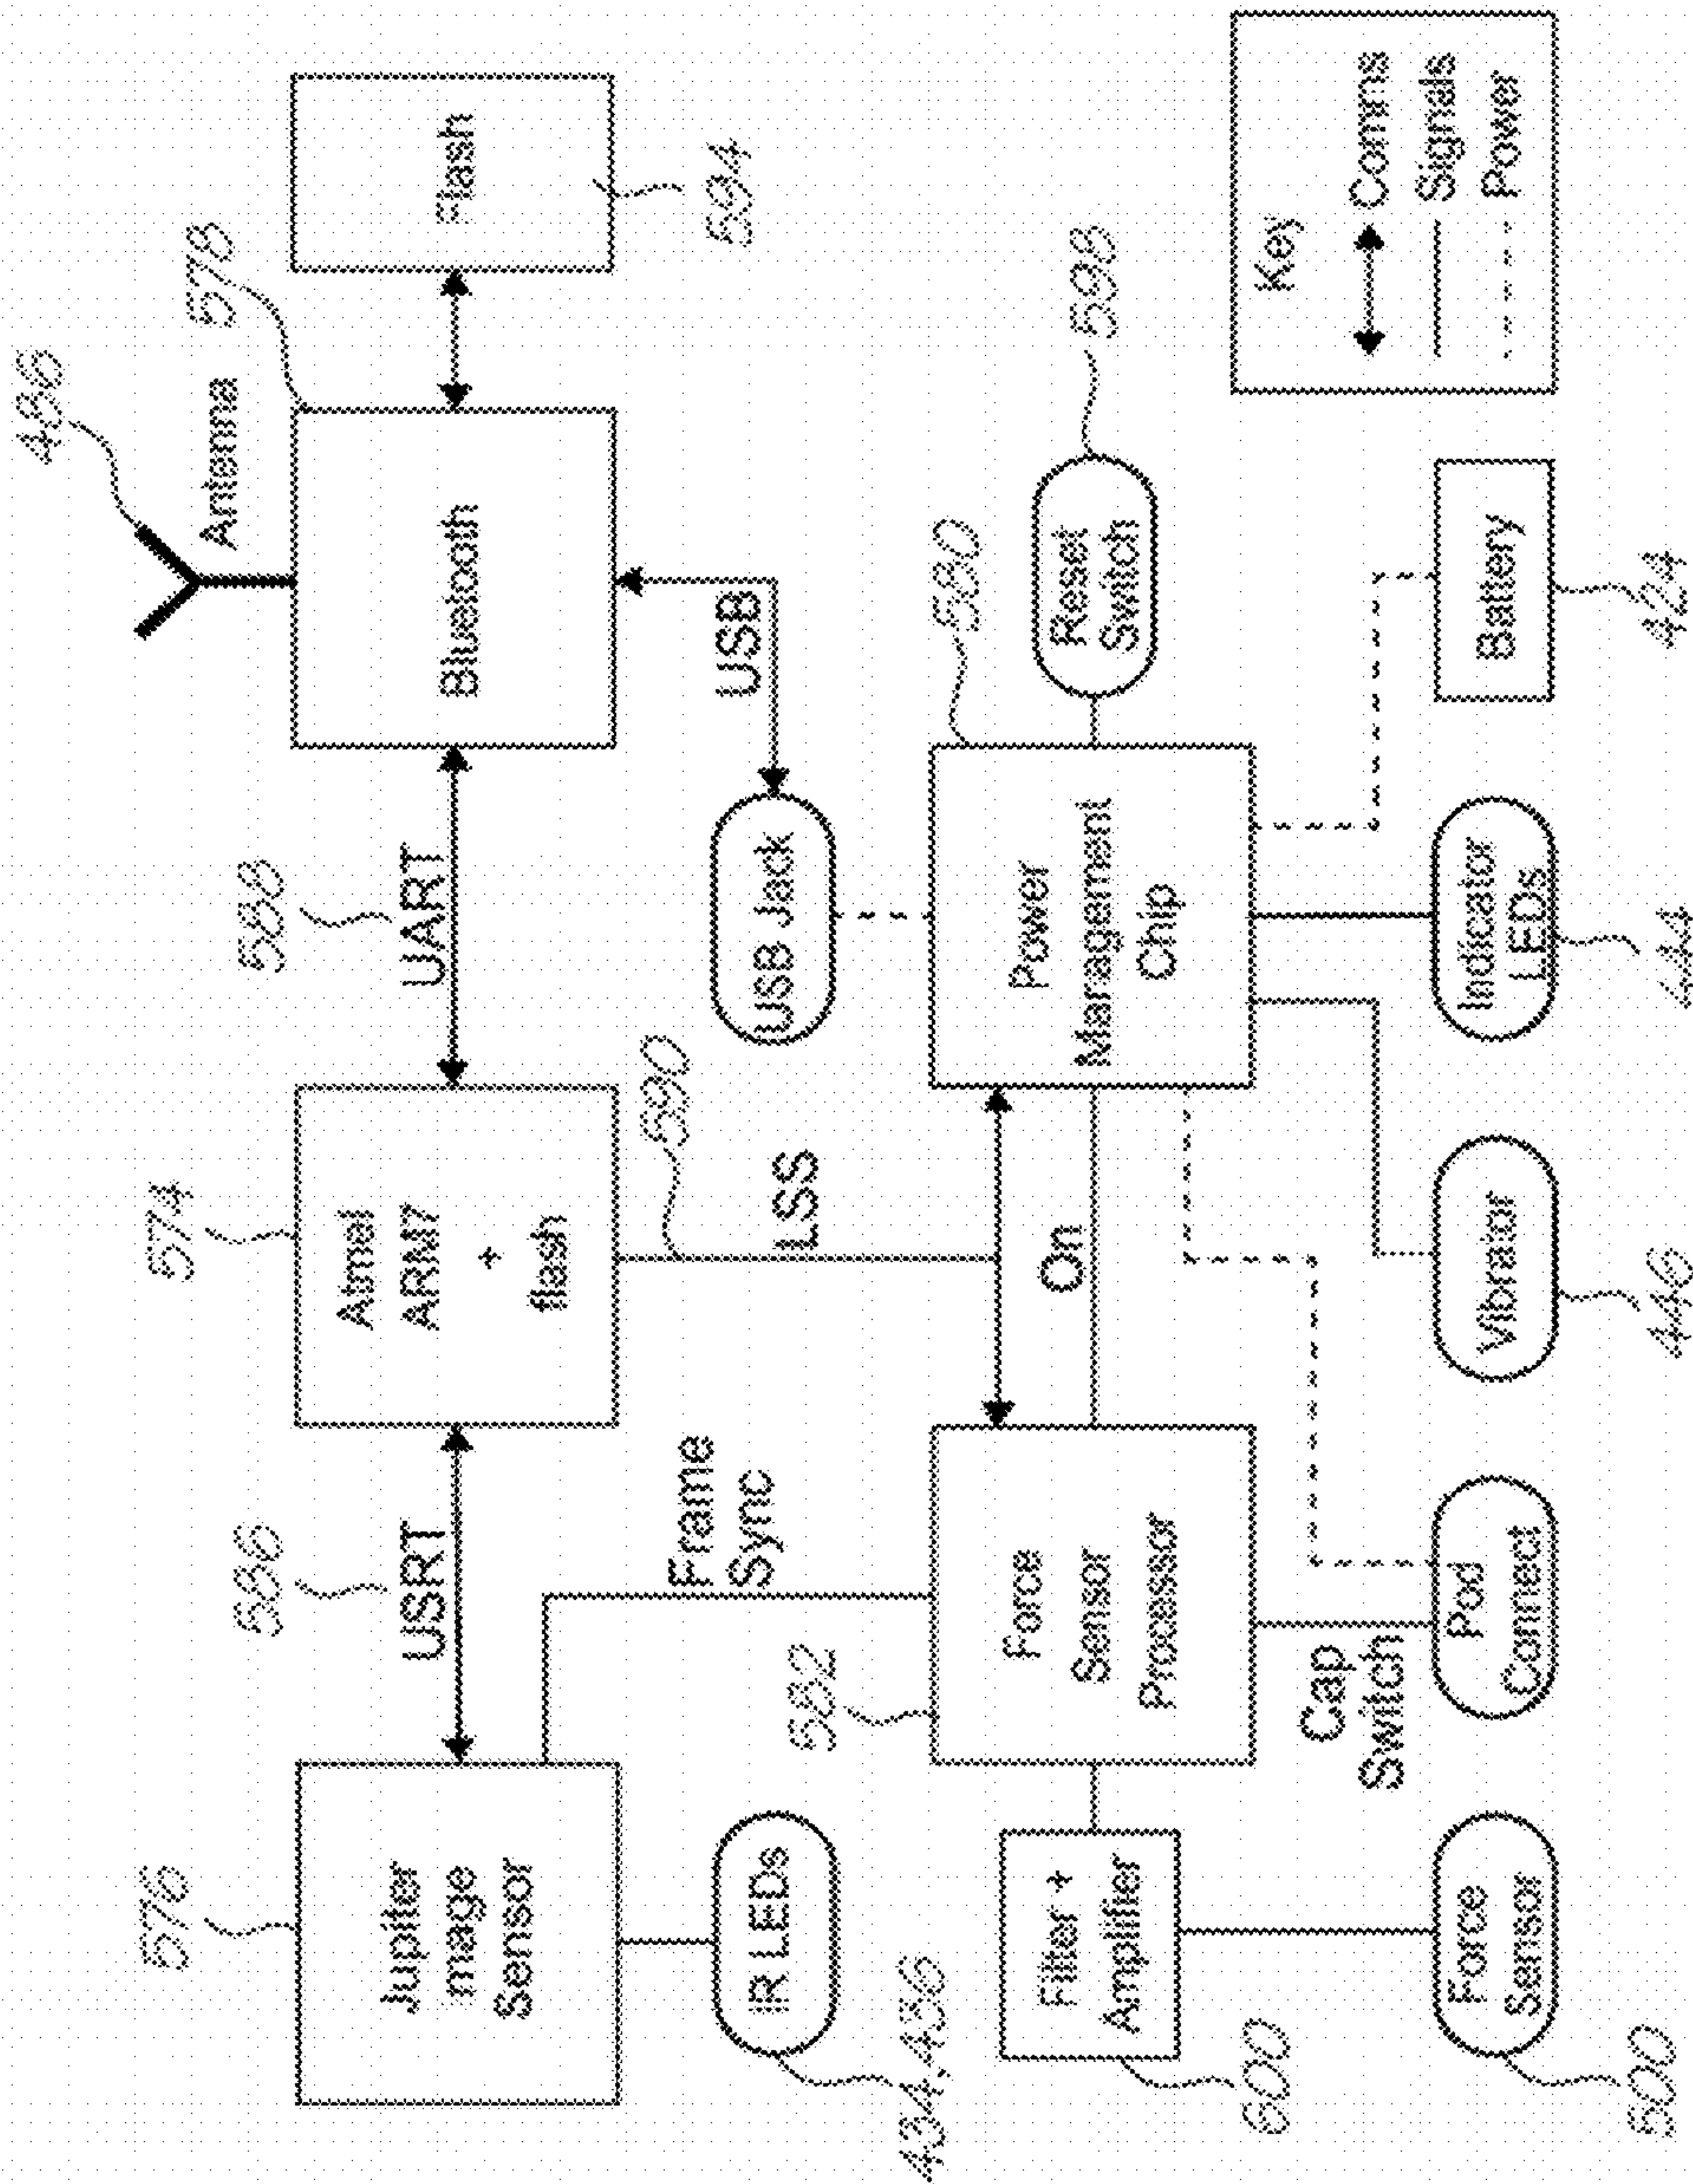 576
Jupiter
image
Sensor
586
USRT
574
Atmel
ARM7
+
flash
588
UART
486
Antenna
578
Bluetooth
Flash
594
IR LEDs
434,436
Frame
Sync
590
LSS
USB Jack
USB
582
Force
Sensor
Processor
On
580
Power
Management
Chip
Reset
Switch
598
Filter +
Amplifier
600
Cap
Switch
Force
Sensor
500
Pod
Connect
Vibrator
446
Indicator
LEDs
444
Battery
424
Key
Comms
Signals
Power